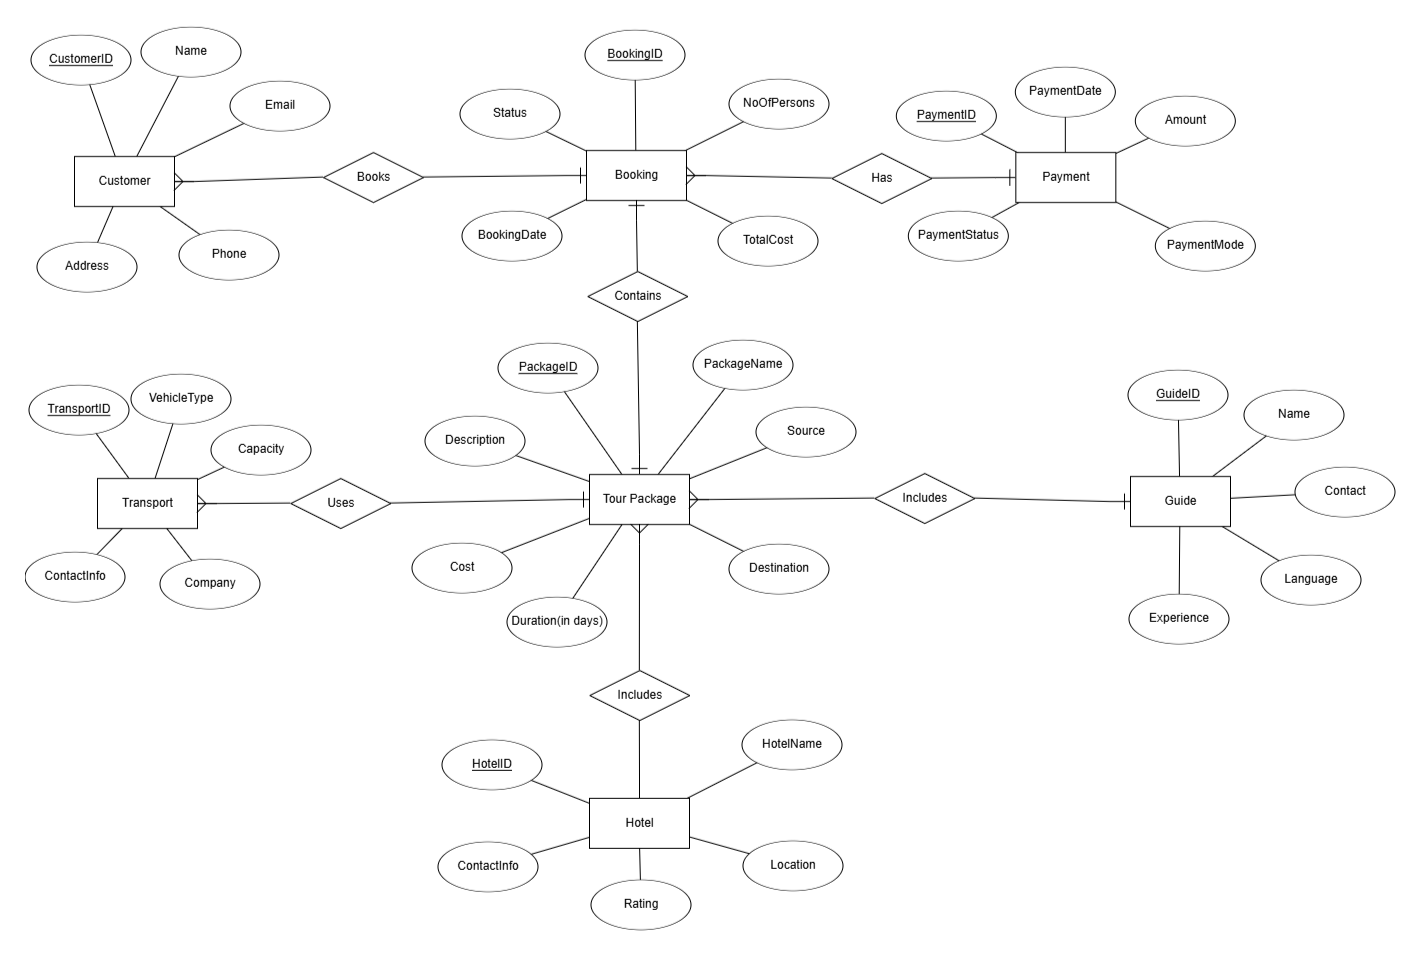 CustomerID
Name
Email
Customer
Address
Phone
Books
BookingID
Status
NoOfPersons
Booking
BookingDate
TotalCost
Has
PaymentID
PaymentDate
Amount
Payment
PaymentStatus
PaymentMode
Contains
TransportID
VehicleType
Capacity
Transport
ContactInfo
Company
Uses
PackageID
PackageName
Description
Source
Tour Package
Cost
Duration(in days)
Destination
Includes
GuideID
Name
Contact
Guide
Language
Experience
Includes
HotelID
HotelName
Hotel
ContactInfo
Location
Rating